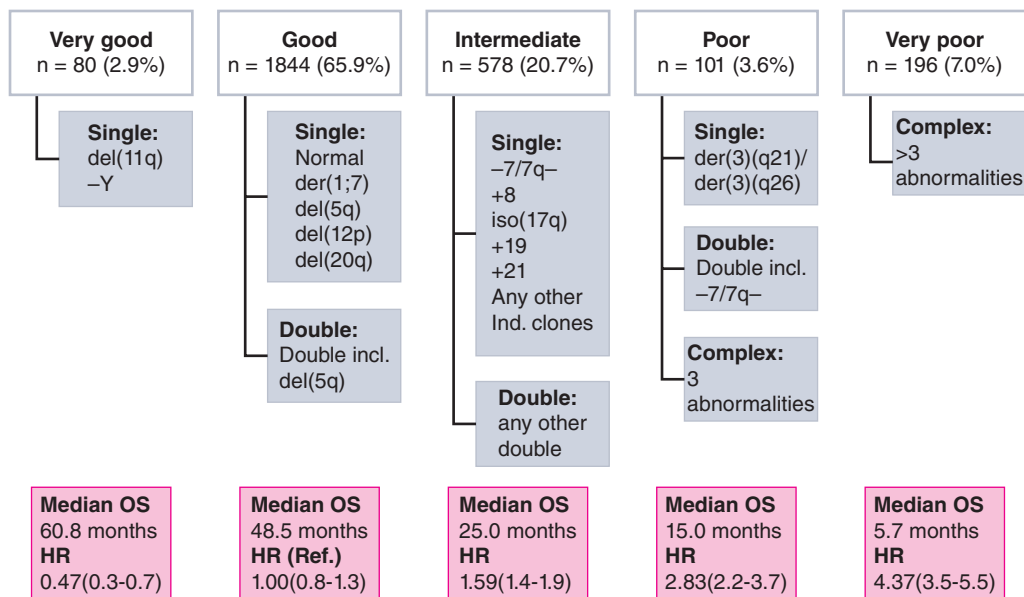 Very good
n = 80 (2.9%)
Single:
del(11q)
–Y
Median OS
60.8 months
HR
0.47(0.3-0.7)
Good
n = 1844 (65.9%)
Single:
Normal
der(1;7)
del(5q)
del(12p)
del(20q)
Double:
Double incl.
del(5q)
Median OS
48.5 months
HR (Ref.)
1.00(0.8-1.3)
Intermediate
n = 578 (20.7%)
Single:
–7/7q–
+8
iso(17q)
+19
+21
Any other
Ind. clones
Double:
any other
double
Median OS
25.0 months
HR
1.59(1.4-1.9)
Poor
n = 101 (3.6%)
Single:
der(3)(q21)/
der(3)(q26)
Double:
Double incl.
–7/7q–
Complex:
3
abnormalities
Median OS
15.0 months
HR
2.83(2.2-3.7)
Very poor
n = 196 (7.0%)
Complex:
>3
abnormalities
Median OS
5.7 months
HR
4.37(3.5-5.5)